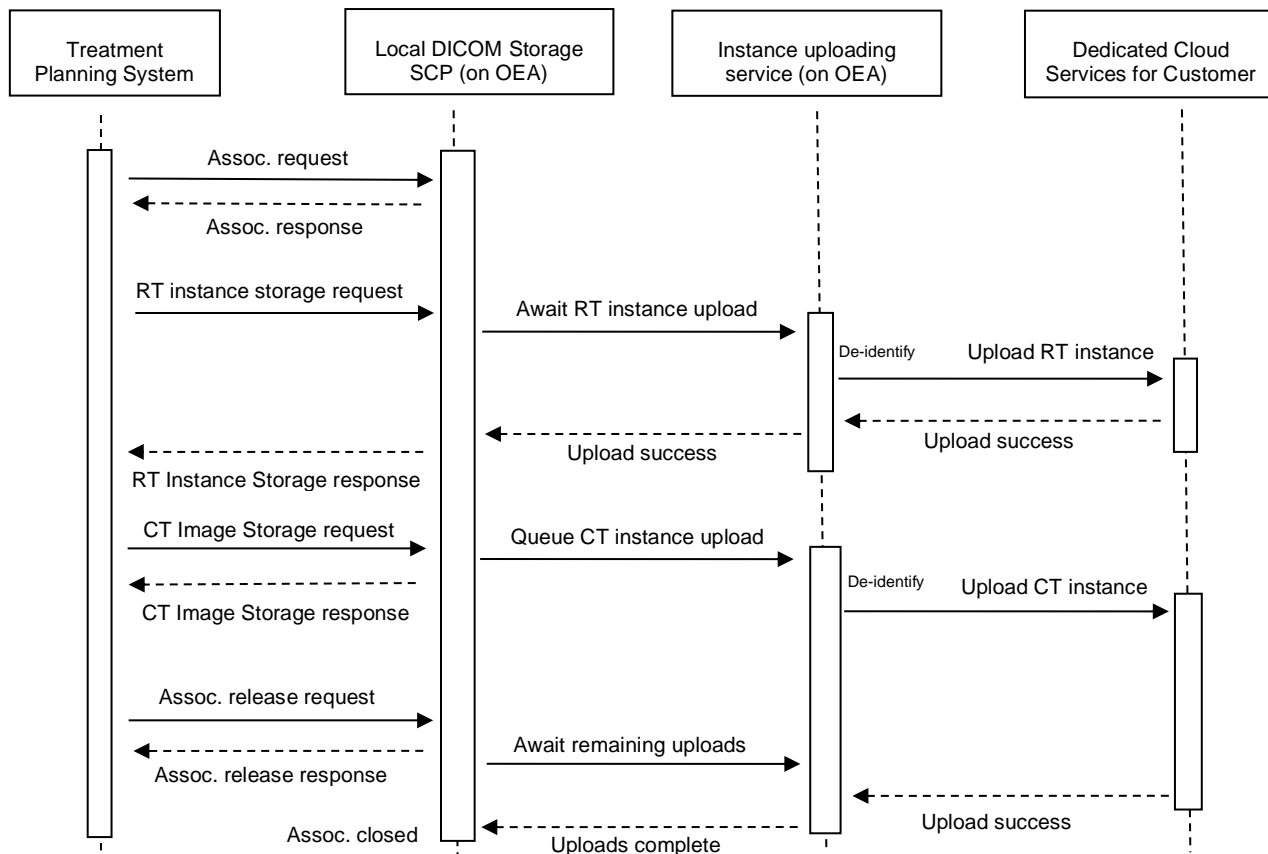 Treatment
Planning System
Local DICOM Storage
SCP (on OEA)
Instance uploading
service (on OEA)
Dedicated Cloud
Services for Customer
Assoc. request
Assoc. response
RT instance storage request
Await RT instance upload
De-identify
Upload RT instance
Upload success
Upload success
RT Instance Storage response
CT Image Storage request
Queue CT instance upload
De-identify
Upload CT instance
CT Image Storage response
Assoc. release request
Await remaining uploads
Assoc. release response
Upload success
Assoc. closed
Uploads complete